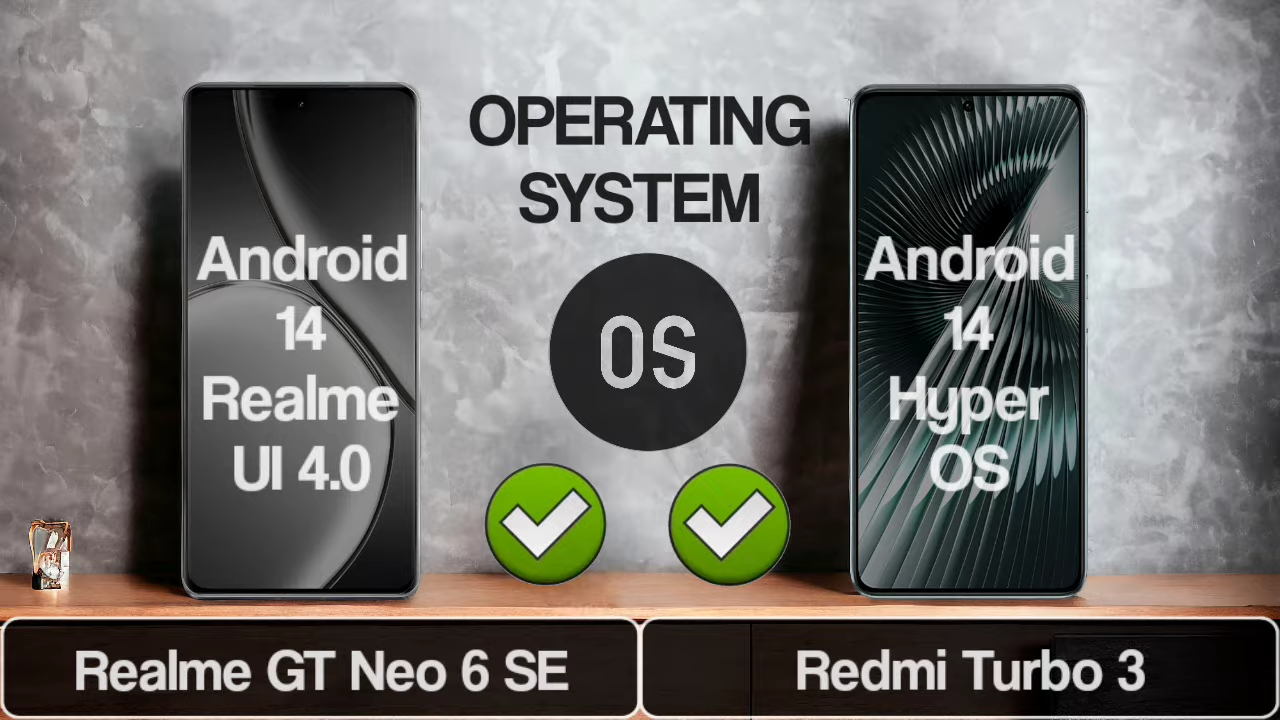 OPERATING
SYSTEM
OS
Android
14
Realme
UI 4.0
Android
14
Hyper
OS
Realme GT Neo 6 SE
Redmi Turbo 3